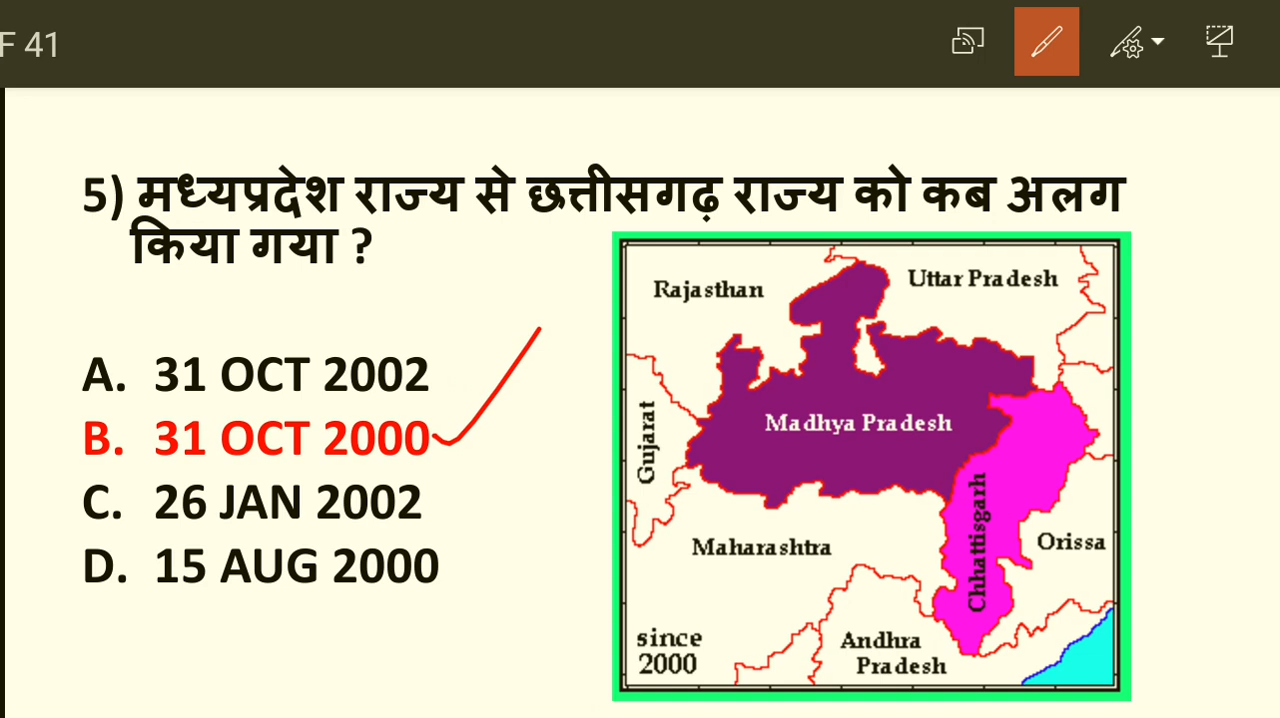 F 41
5) मध्यप्रदेश राज्य से छत्तीसगढ़ राज्य को कब अलग
किया गया ?
A. 31 OCT 2002
B. 31 OCT 2000
C. 26 JAN 2002
D. 15 AUG 2000
Rajasthan
Uttar Pradesh
Gujarat
Madhya Pradesh
Chhattisgarh
Maharashtra
Orissa
since
2000
Andhra
Pradesh